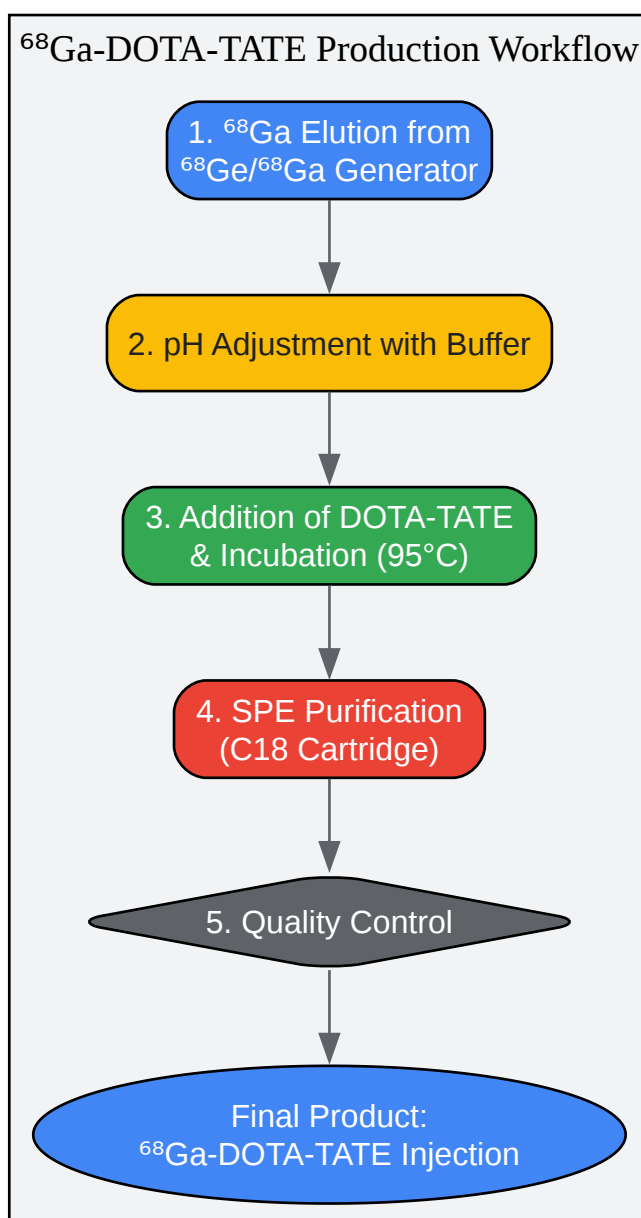 ⁶⁸Ga-DOTA-TATE Production Workflow
1. ⁶⁸Ga Elution from
⁶⁸Ge/⁶⁸Ga Generator
2. pH Adjustment with Buffer
3. Addition of DOTA-TATE
& Incubation (95°C)
4. SPE Purification
(C18 Cartridge)
5. Quality Control
Final Product:
⁶⁸Ga-DOTA-TATE Injection